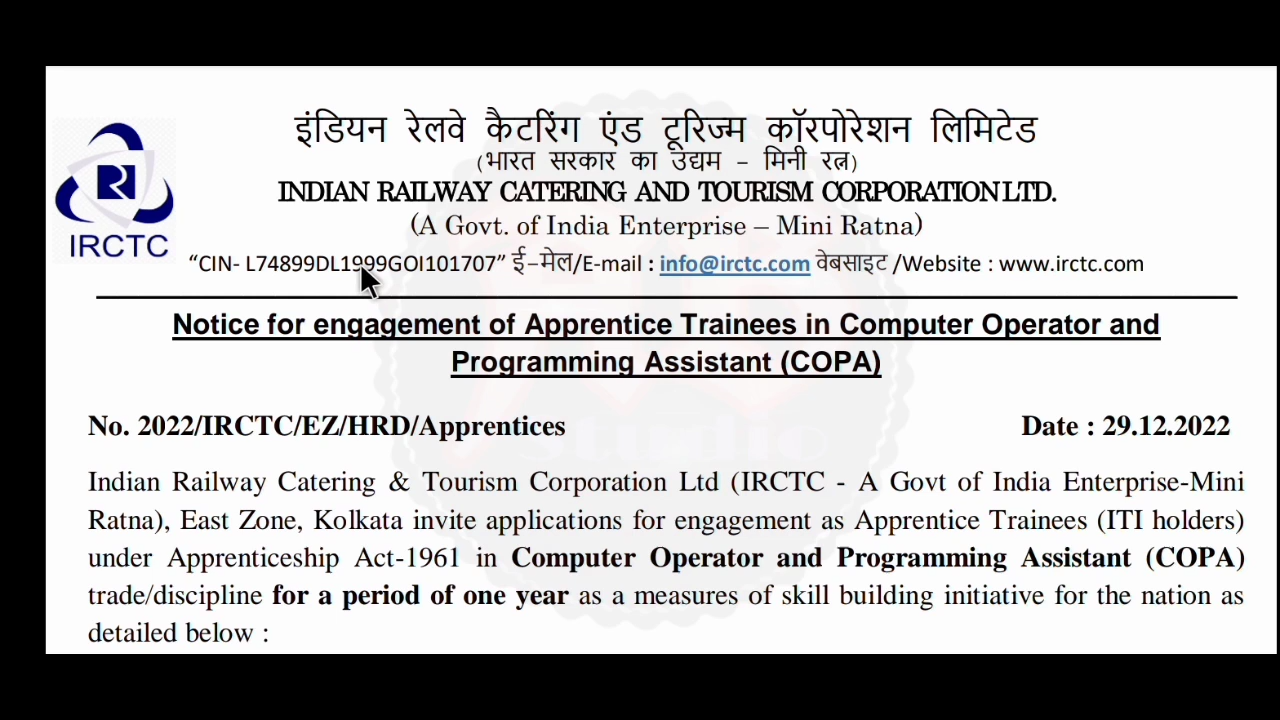 इंडियन रेलवे कैटरिंग एंड टूरिज्म कॉरपोरेशन लिमिटेड
(भारत सरकार का उद्यम - मिनी रत्न)
INDIAN RAILWAY CATERING AND TOURISM CORPORATION LTD.
(A Govt. of India Enterprise – Mini Ratna)
IRCTC
“CIN- L74899DL1999GOI101707” ई-मेल/E-mail : info@irctc.com वेबसाइट /Website : www.irctc.com
Notice for engagement of Apprentice Trainees in Computer Operator and
Programming Assistant (COPA)
No. 2022/IRCTC/EZ/HRD/Apprentices Date : 29.12.2022
Indian Railway Catering & Tourism Corporation Ltd (IRCTC - A Govt of India Enterprise-Mini
Ratna), East Zone, Kolkata invite applications for engagement as Apprentice Trainees (ITI holders)
under Apprenticeship Act-1961 in Computer Operator and Programming Assistant (COPA)
trade/discipline for a period of one year as a measures of skill building initiative for the nation as
detailed below :
studio